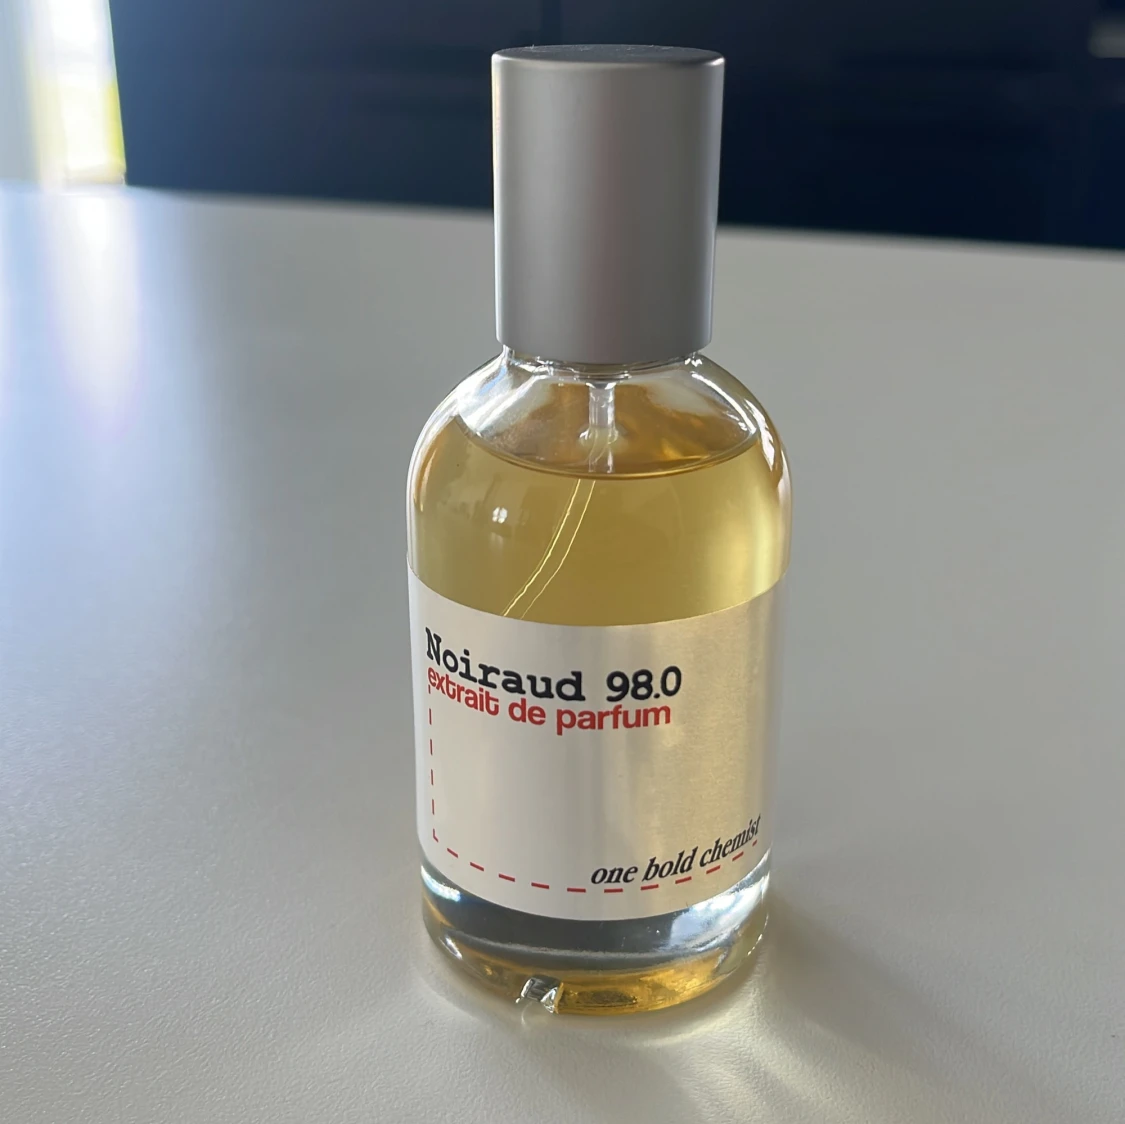 Noiraud 98.0
extrait de parfum
one bold chemist